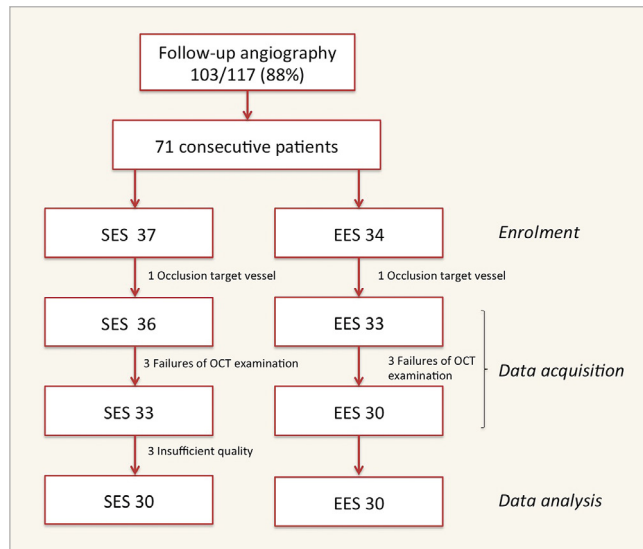 Follow-up angiography
103/117 (88%)
71 consecutive patients
SES 37
EES 34
Enrolment
1 Occlusion target vessel
1 Occlusion target vessel
SES 36
EES 33
3 Failures of OCT examination
3 Failures of OCT
examination
Data acquisition
SES 33
EES 30
3 Insufficient quality
SES 30
EES 30
Data analysis